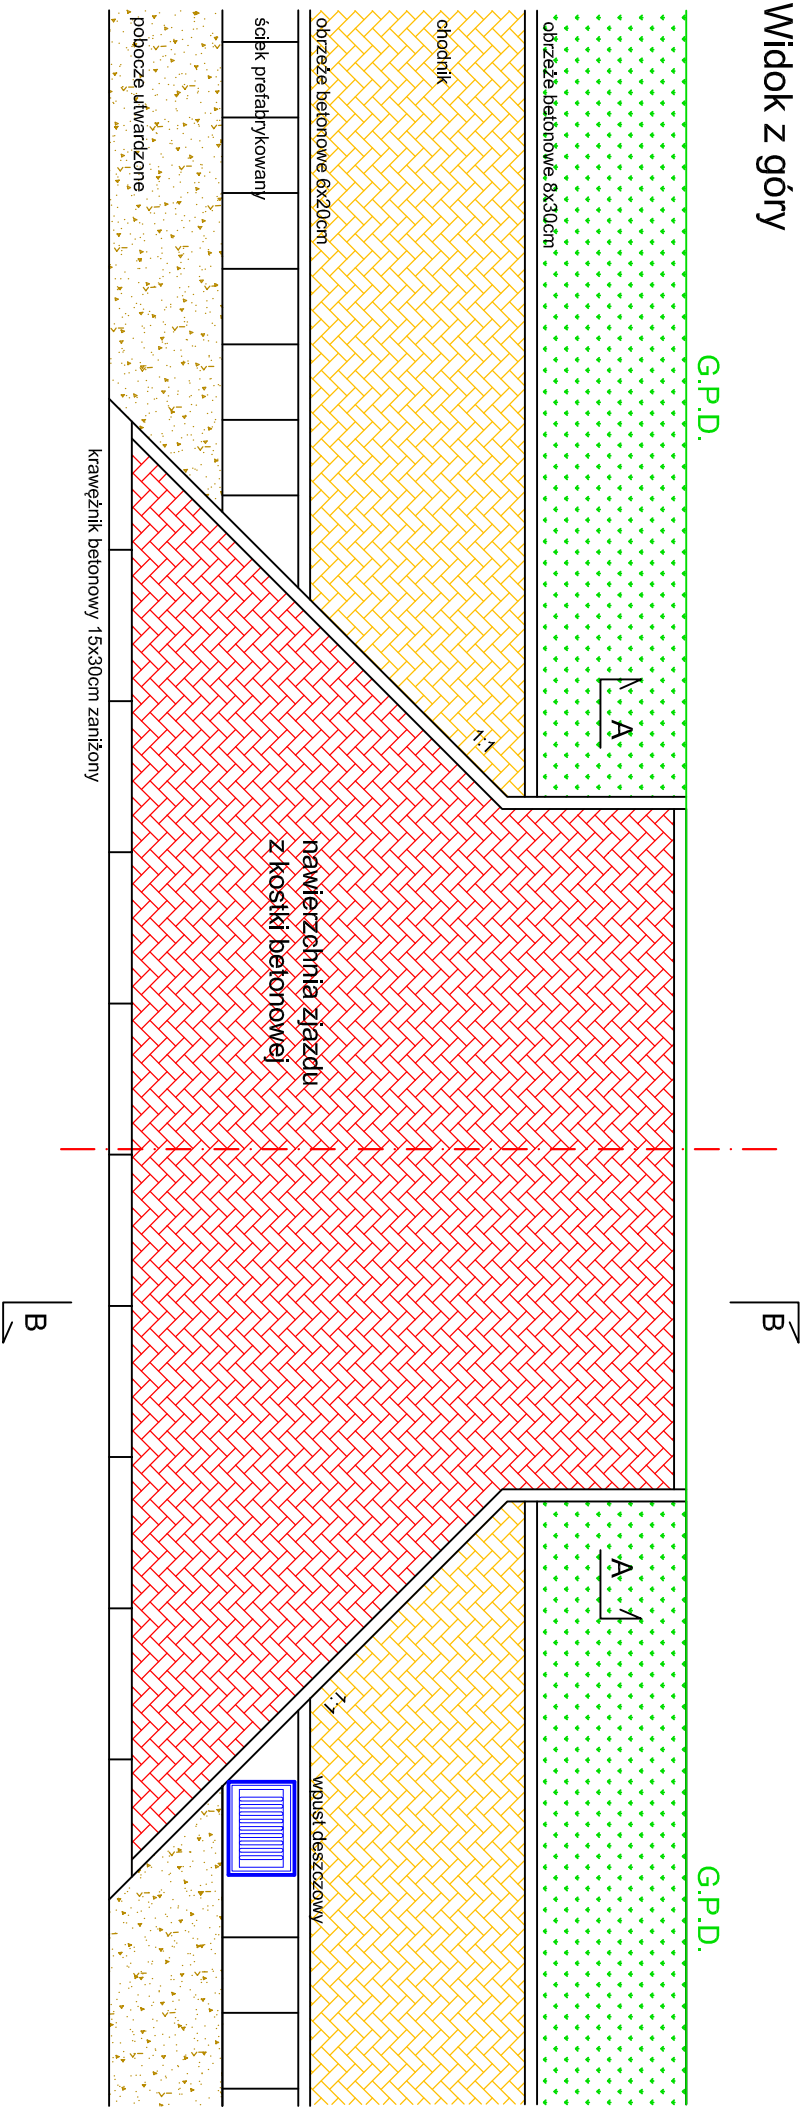 Widok z góry
G.P.D.
G.P.D.
obrzeże betonowe 8x30cm
A
A
chodnik
1:1
1:1
obrzeże betonowe 6x20cm
wpust deszczowy
nawierzchnia zjazdu
z kostki betonowej
ściek prefabrykowany
pobocze utwardzone
krawężnik betonowy 15x30cm zaniżony
B
B